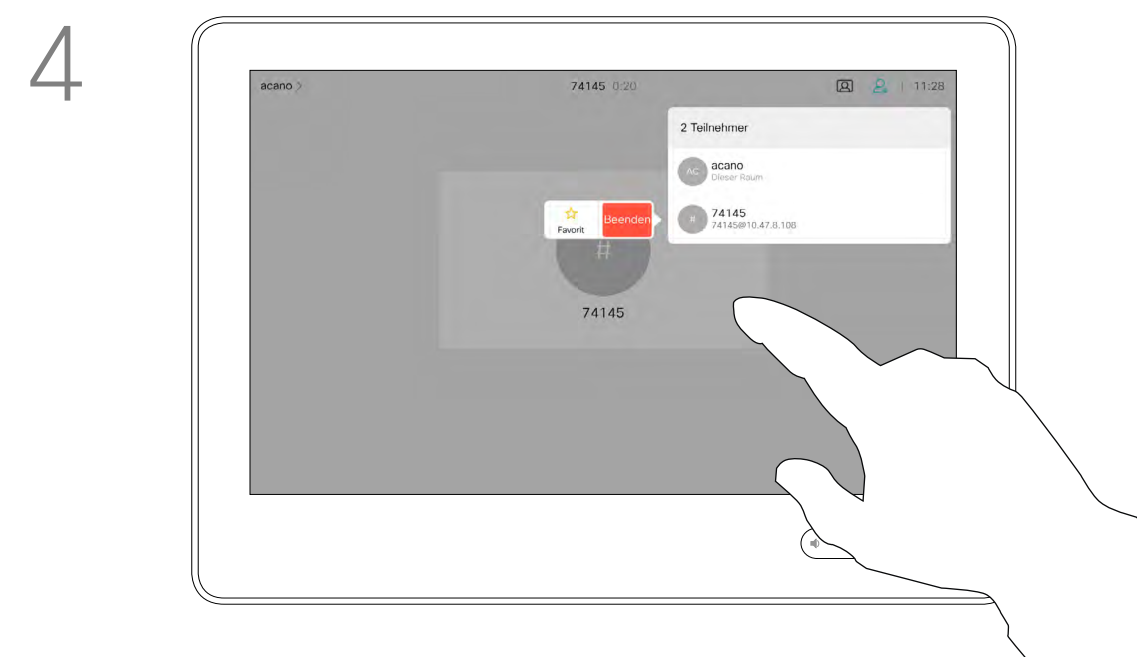 4
acano >
74145 0:20
11:28
2 Teilnehmer
AC
acano
Dieser Raum
#
74145
74145@10.47.8.108
Favorit
Beenden
#
74145